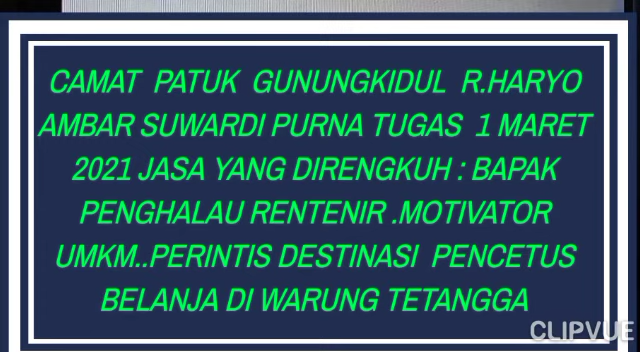 CAMAT PATUK GUNUNGKIDUL R.HARYO
AMBAR SUWARDI PURNA TUGAS 1 MARET
2021 JASA YANG DIRENGKUH : BAPAK
PENGHALAU RENTENIR .MOTIVATOR
UMKM..PERINTIS DESTINASI PENCETUS
BELANJA DI WARUNG TETANGGA
CLIPVUE